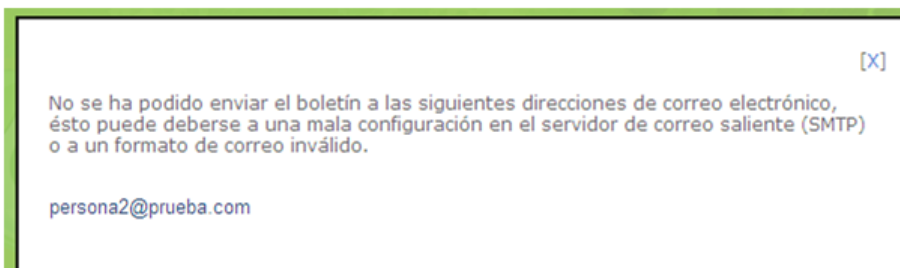 [X]
No se ha podido enviar el boletín a las siguientes direcciones de correo electrónico,
ésto puede deberse a una mala configuración en el servidor de correo saliente (SMTP)
o a un formato de correo inválido.
persona2@prueba.com